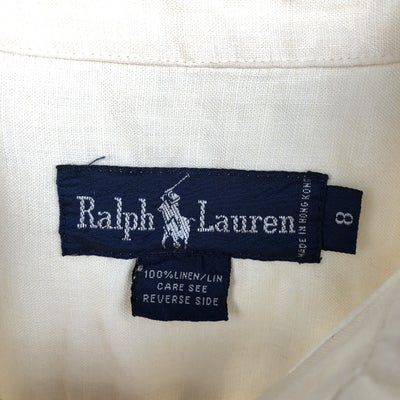 Ralph Lauren
MADE IN HONG KONG
8
100% LINEN/LIN
CARE SEE
REVERSE SIDE